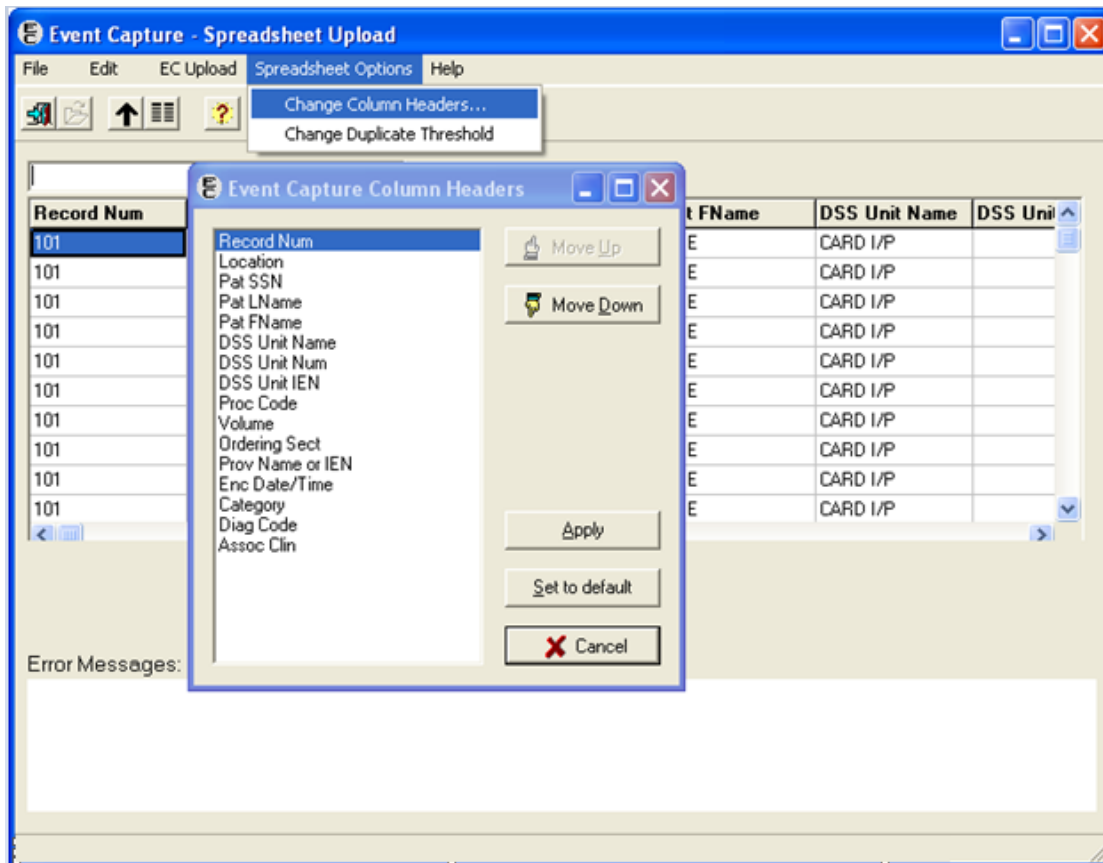 Event Capture - Spreadsheet Upload
File Edit EC Upload Spreadsheet Options Help
Change Column Headers...
Change Duplicate Threshold
Event Capture Column Headers
Record Num
Location
Pat SSN
Pat LName
Pat FName
DSS Unit Name
DSS Unit Num
DSS Unit IEN
Proc Code
Volume
Ordering Sect
Prov Name or IEN
Enc Date/Time
Category
Diag Code
Assoc Clin
Move Up
Move Down
Apply
Set to default
Cancel
Record Num t FName DSS Unit Name DSS Unit
101 E CARD I/P
101 E CARD I/P
101 E CARD I/P
101 E CARD I/P
101 E CARD I/P
101 E CARD I/P
101 E CARD I/P
101 E CARD I/P
101 E CARD I/P
101 E CARD I/P
Error Messages: